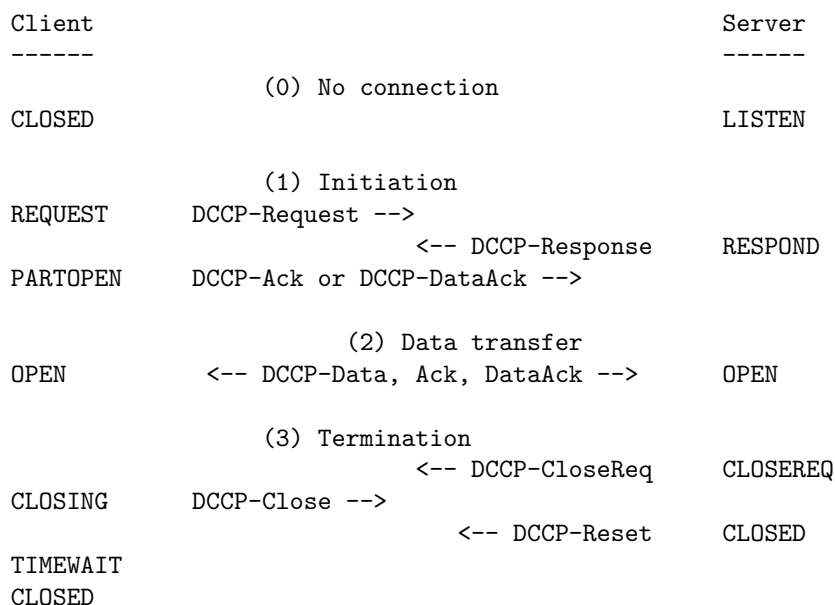 Client Server
------ ------
(0) No connection
CLOSED LISTEN
(1) Initiation
REQUEST DCCP-Request -->
<-- DCCP-Response RESPOND
PARTOPEN DCCP-Ack or DCCP-DataAck -->
(2) Data transfer
OPEN <-- DCCP-Data, Ack, DataAck --> OPEN
(3) Termination
<-- DCCP-CloseReq CLOSEREQ
CLOSING DCCP-Close -->
<-- DCCP-Reset CLOSED
TIMEWAIT
CLOSED